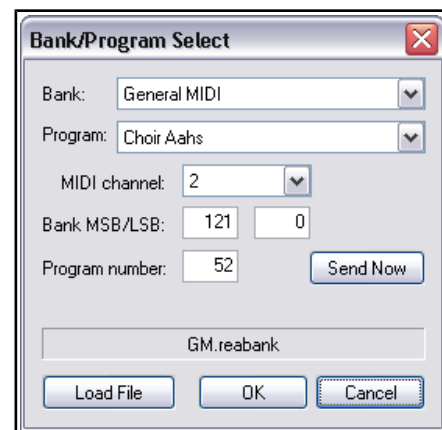 Bank/Program Select
Bank: General MIDI
Program: Choir Aahs
MIDI channel: 2
Bank MSB/LSB: 121 0
Program number: 52 Send Now
GM.reabank
Load File OK Cancel